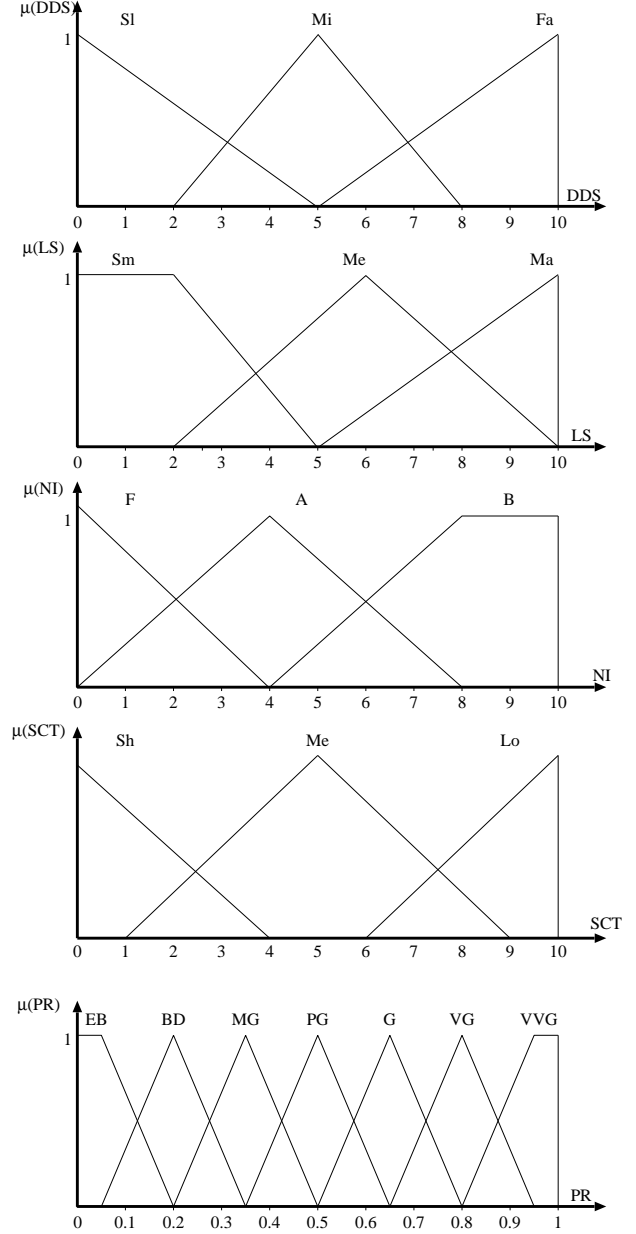 μ(DDS)
Sl Mi Fa
1
DDS
0 1 2 3 4 5 6 7 8 9 10
μ(LS)
Sm Me Ma
1
LS
0 1 2 3 4 5 6 7 8 9 10
μ(NI)
F A B
1
NI
0 1 2 3 4 5 6 7 8 9 10
μ(SCT)
Sh Me Lo
SCT
0 1 2 3 4 5 6 7 8 9 10
μ(PR)
EB BD MG PG G VG VVG
1
PR
0 0.1 0.2 0.3 0.4 0.5 0.6 0.7 0.8 0.9 1